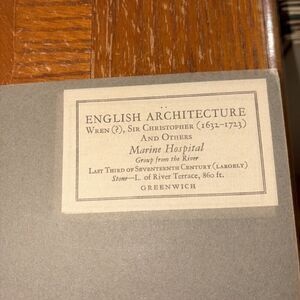 ENGLISH ARCHITECTURE
WREN (?), SIR CHRISTOPHER (1632–1723)
AND OTHERS
Marine Hospital
Group from the River
LAST THIRD OF SEVENTEENTH CENTURY (LARGELY)
Stone—L. of River Terrace, 860 ft.
GREENWICH